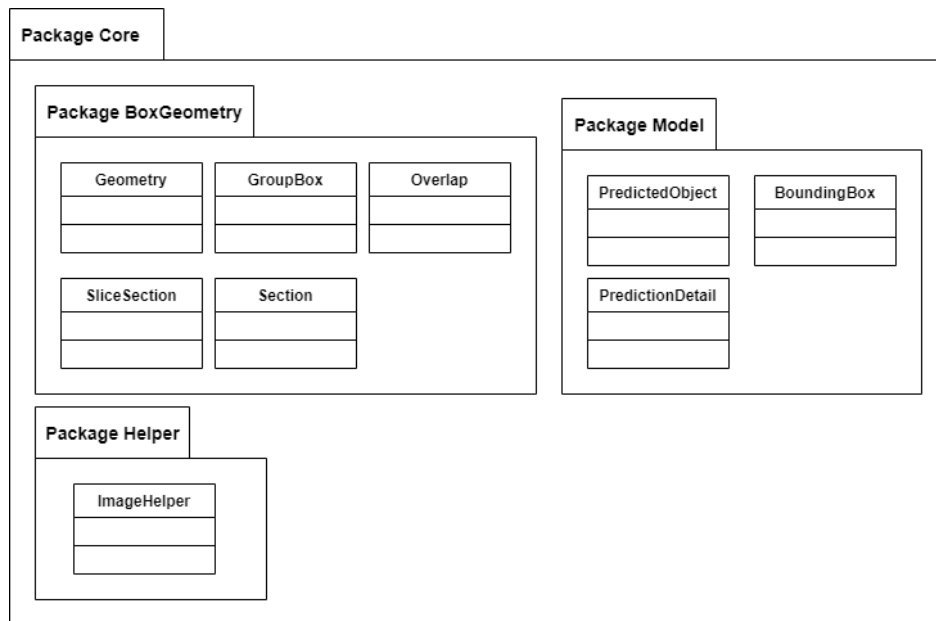 Package Core
Package BoxGeometry
Geometry
GroupBox
Overlap
SliceSection
Section
Package Model
PredictedObject
BoundingBox
PredictionDetail
Package Helper
ImageHelper